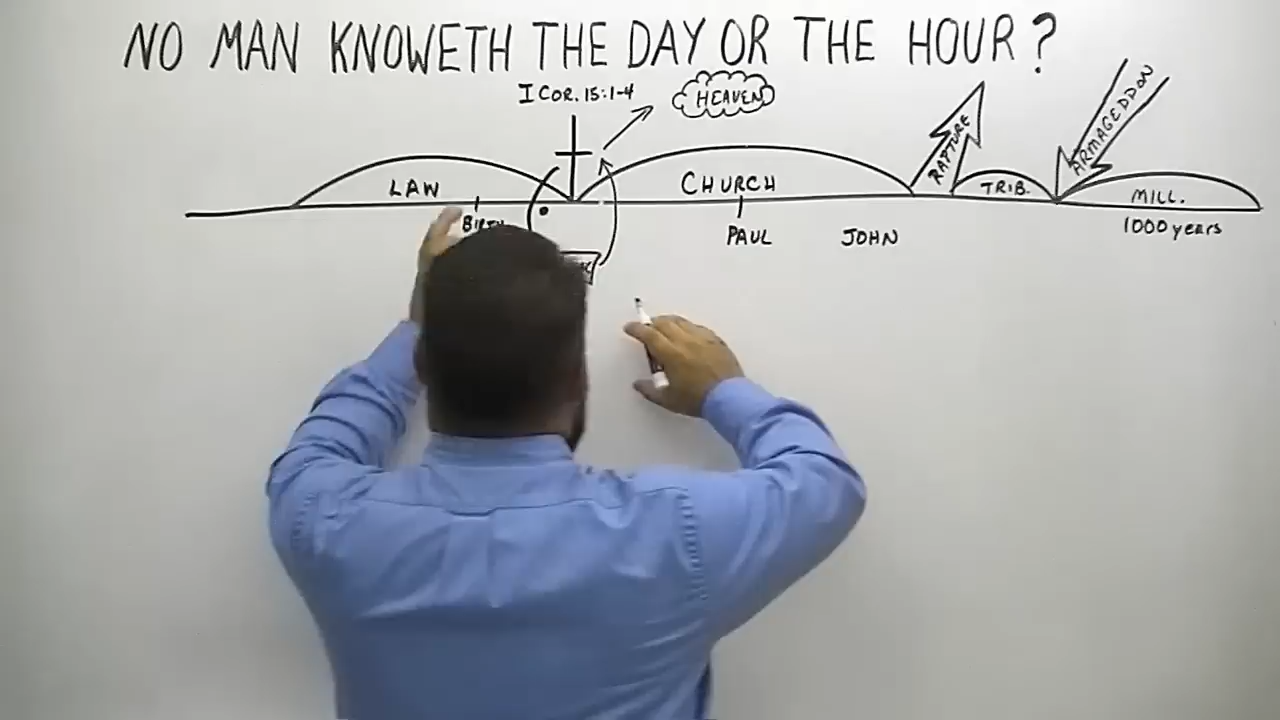 NO MAN KNOWETH THE DAY OR THE HOUR?
I COR. 15:1-4
HEAVEN
RAPTURE
ARMAGEDDON
LAW
CHURCH
TRIB.
MILL.
BIRTH
PAUL
JOHN
1000 years